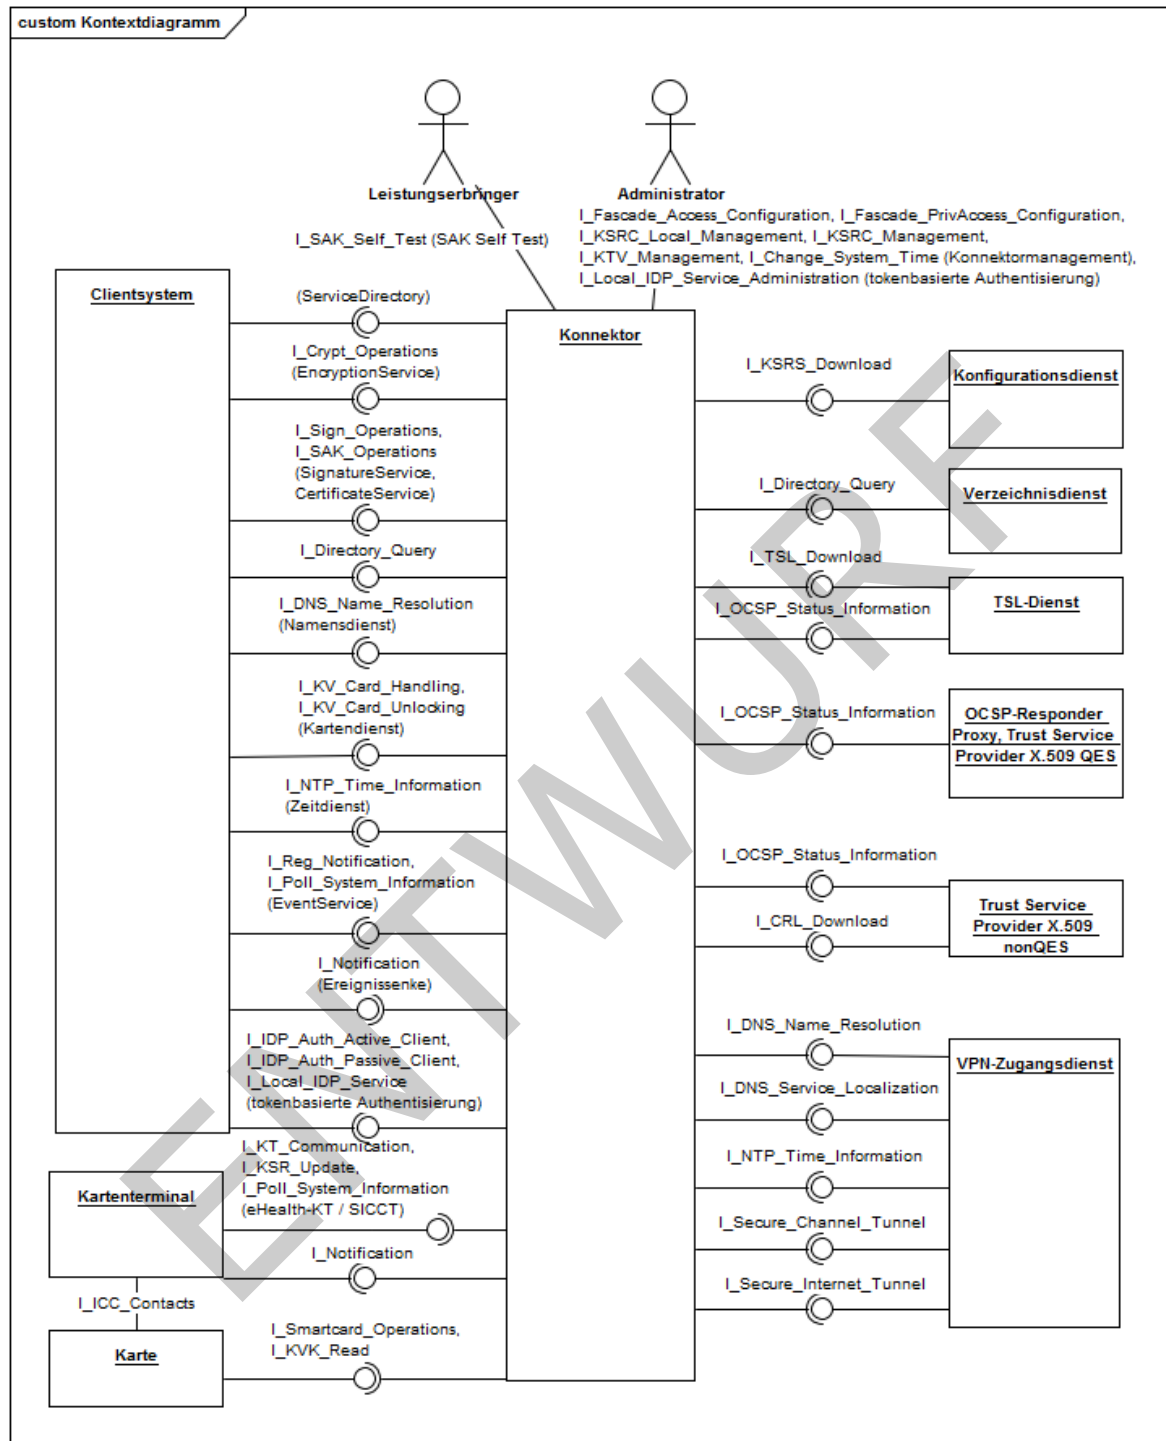 custom Kontextdiagramm
Leistungserbringer
Administrator
I_SAK_Self_Test (SAK Self Test)
I_Fascade_Access_Configuration, I_Fascade_PrivAccess_Configuration,
I_KSRC_Local_Management, I_KSRC_Management,
I_KTV_Management, I_Change_System_Time (Konnektormanagement),
I_Local_IDP_Service_Administration (tokenbasierte Authentisierung)
Clientsystem
(ServiceDirectory)
I_Crypt_Operations
(EncryptionService)
I_Sign_Operations,
I_SAK_Operations
(SignatureService,
CertificateService)
I_Directory_Query
I_DNS_Name_Resolution
(Namensdienst)
I_KV_Card_Handling,
I_KV_Card_Unlocking
(Kartendienst)
I_NTP_Time_Information
(Zeitdienst)
I_Reg_Notification,
I_Poll_System_Information
(EventService)
I_Notification
(Ereignissenke)
I_IDP_Auth_Active_Client,
I_IDP_Auth_Passive_Client,
I_Local_IDP_Service
(tokenbasierte Authentisierung)
I_KT_Communication,
I_KSR_Update,
I_Poll_System_Information
(eHealth-KT / SICCT)
Kartenterminal
I_Notification
I_ICC_Contacts
I_Smartcard_Operations,
I_KVK_Read
Karte
Konnektor
I_KSRS_Download
Konfigurationsdienst
I_Directory_Query
Verzeichnisdienst
I_TSL_Download
I_OCSP_Status_Information
TSL-Dienst
I_OCSP_Status_Information
OCSP-Responder
Proxy, Trust Service
Provider X.509 QES
I_OCSP_Status_Information
I_CRL_Download
Trust Service
Provider X.509
nonQES
I_DNS_Name_Resolution
VPN-Zugangsdienst
I_DNS_Service_Localization
I_NTP_Time_Information
I_Secure_Channel_Tunnel
I_Secure_Internet_Tunnel
ENTWURF